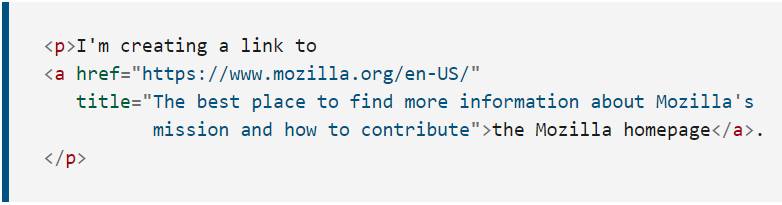 <p>I'm creating a link to
<a href="https://www.mozilla.org/en-US/"
title="The best place to find more information about Mozilla's
mission and how to contribute">the Mozilla homepage</a>.
</p>